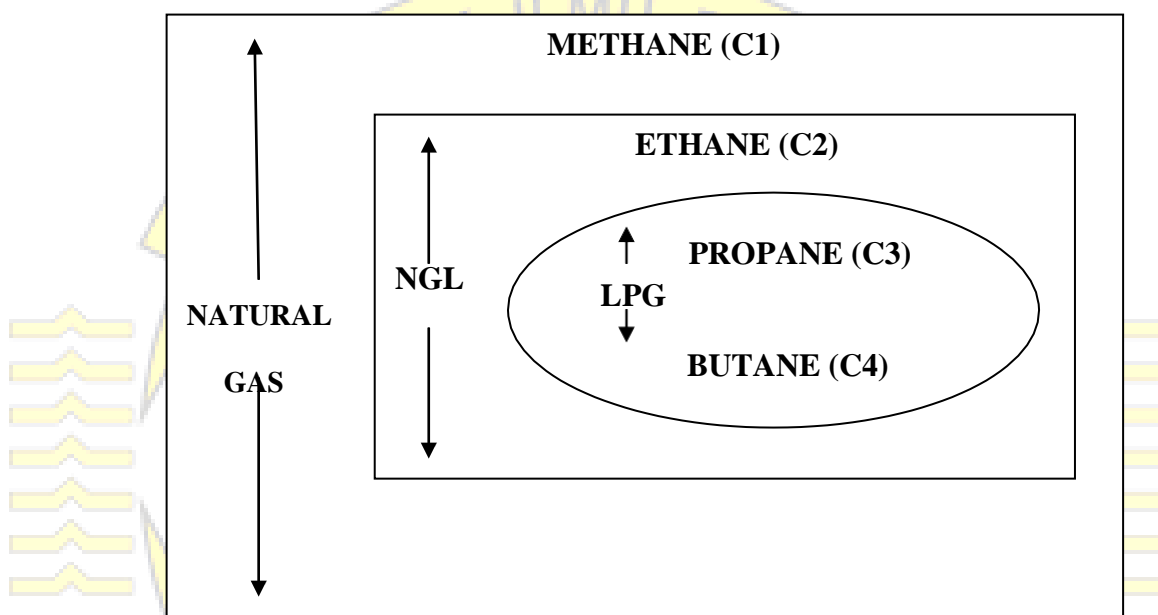 METHANE (C1)
ETHANE (C2)
PROPANE (C3)
NGL
LPG
NATURAL
GAS
BUTANE (C4)